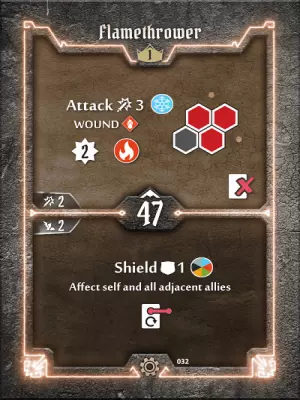 Flamethrower
1
Attack 3
WOUND
2
2
47
2
Shield 1
Affect self and all adjacent allies
032